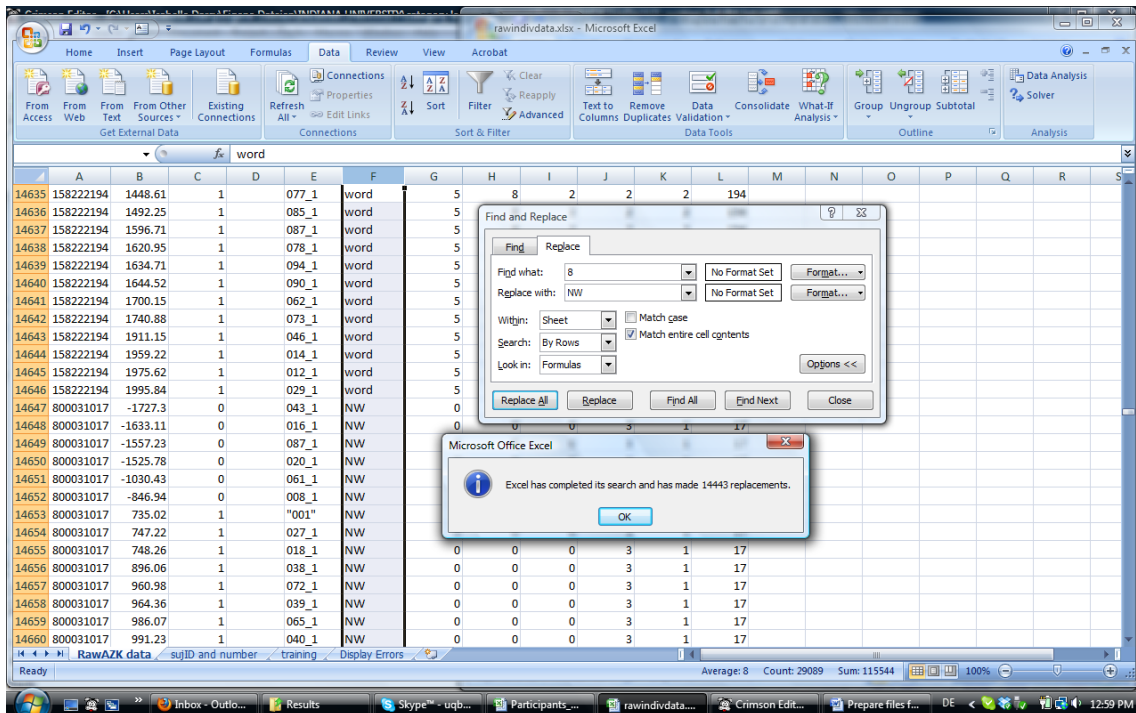 rawindivdata.xlsx - Microsoft Excel
Home Insert Page Layout Formulas Data Review View Acrobat
From Access From Web From Text From Other Sources Existing Connections Refresh All Connections Properties Edit Links Sort Filter Clear Reapply Advanced Text to Columns Remove Duplicates Data Validation Consolidate What-If Analysis Group Ungroup Subtotal Data Analysis Solver
Get External Data Connections Sort & Filter Data Tools Outline Analysis
fx word
A B C D E F G H I J K L M N O P Q R S
14635 158222194 1448.61 1 077_1 word 5 8 2 2 2 194
14636 158222194 1492.25 1 085_1 word 5
14637 158222194 1596.71 1 087_1 word 5
14638 158222194 1620.95 1 078_1 word 5
14639 158222194 1634.71 1 094_1 word 5
14640 158222194 1644.52 1 090_1 word 5
14641 158222194 1700.15 1 062_1 word 5
14642 158222194 1740.88 1 073_1 word 5
14643 158222194 1911.15 1 046_1 word 5
14644 158222194 1959.22 1 014_1 word 5
14645 158222194 1975.62 1 012_1 word 5
14646 158222194 1995.84 1 029_1 word 5
14647 800031017 -1727.3 0 043_1 NW 0
14648 800031017 -1633.11 0 016_1 NW 0 0 0 3 1 17
14649 800031017 -1557.23 0 087_1 NW 0
14650 800031017 -1525.78 0 020_1 NW 0
14651 800031017 -1030.43 0 061_1 NW 0
14652 800031017 -846.94 0 008_1 NW 0
14653 800031017 735.02 1 "001" NW 0
14654 800031017 747.22 1 027_1 NW 0
14655 800031017 748.26 1 018_1 NW 0 0 0 3 1 17
14656 800031017 896.06 1 038_1 NW 0 0 0 3 1 17
14657 800031017 960.98 1 072_1 NW 0 0 0 3 1 17
14658 800031017 964.36 1 039_1 NW 0 0 0 3 1 17
14659 800031017 986.07 1 065_1 NW 0 0 0 3 1 17
14660 800031017 991.23 1 040_1 NW 0 0 0 3 1 17
Find and Replace
Find Replace
Find what: 8 No Format Set Format...
Replace with: NW No Format Set Format...
Within: Sheet Match case
Search: By Rows Match entire cell contents
Look in: Formulas Options <<
Replace All Replace Find All Find Next Close
Microsoft Office Excel
Excel has completed its search and has made 14443 replacements.
OK
RawAZK data sujID and number training Display Errors
Ready Average: 8 Count: 29089 Sum: 115544 100%
Inbox - Outlo... Results Skype™ - uqb... Participants_... rawindivdata.... Crimson Edit... Prepare files f... DE 12:59 PM